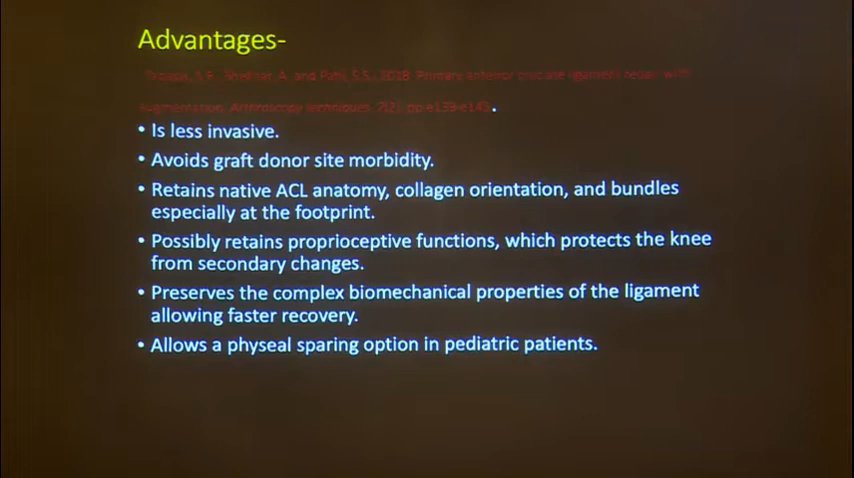 Advantages-
S.R., Shekhar, A. and Patil, S.S., 2018. Primary anterior cruciate ligament repair with
augmentation. Arthroscopy techniques, 7(2), pp.e139-e145.
• Is less invasive.
• Avoids graft donor site morbidity.
• Retains native ACL anatomy, collagen orientation, and bundles
especially at the footprint.
• Possibly retains proprioceptive functions, which protects the knee
from secondary changes.
• Preserves the complex biomechanical properties of the ligament
allowing faster recovery.
• Allows a physeal sparing option in pediatric patients.